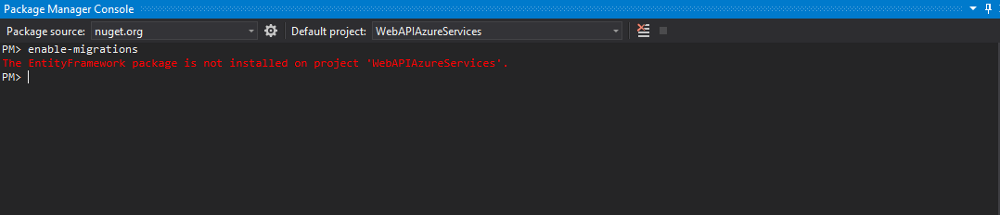 Package Manager Console
Package source: nuget.org Default project: WebAPIAzureServices
PM> enable-migrations
The EntityFramework package is not installed on project 'WebAPIAzureServices'.
PM>